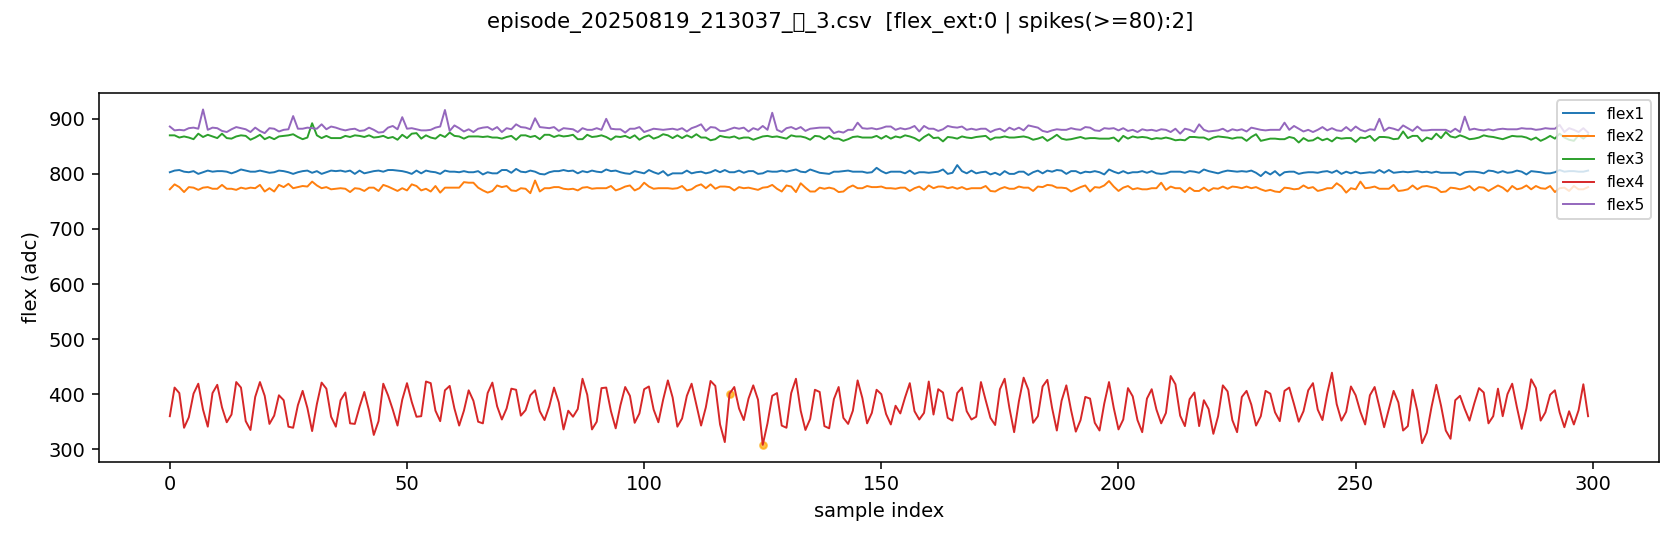 episode_20250819_213037_▯_3.csv [flex_ext:0 | spikes(>=80):2]
flex (adc)
900
800
700
600
500
400
300
0
50
100
150
200
250
300
sample index
flex1
flex2
flex3
flex4
flex5